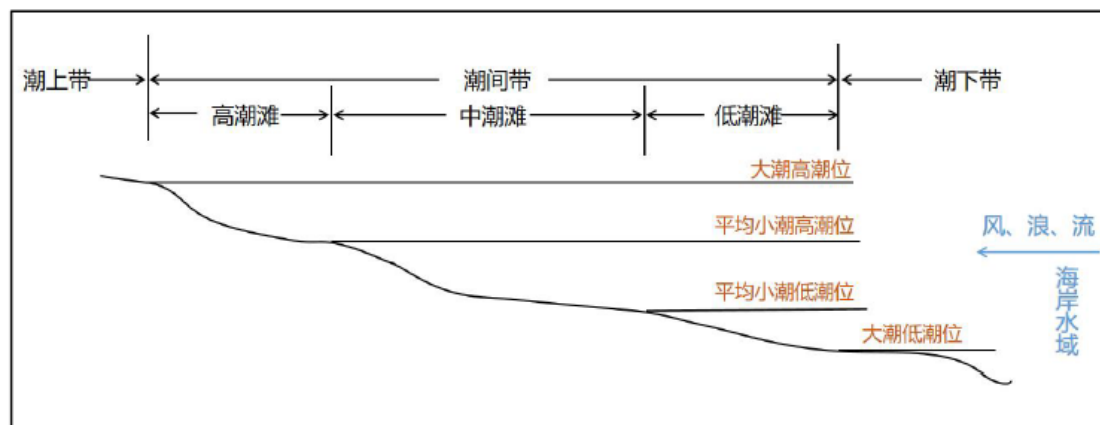 潮上带
潮间带
潮下带
高潮滩
中潮滩
低潮滩
大潮高潮位
平均小潮高潮位
风、浪、流
平均小潮低潮位
海岸水域
大潮低潮位